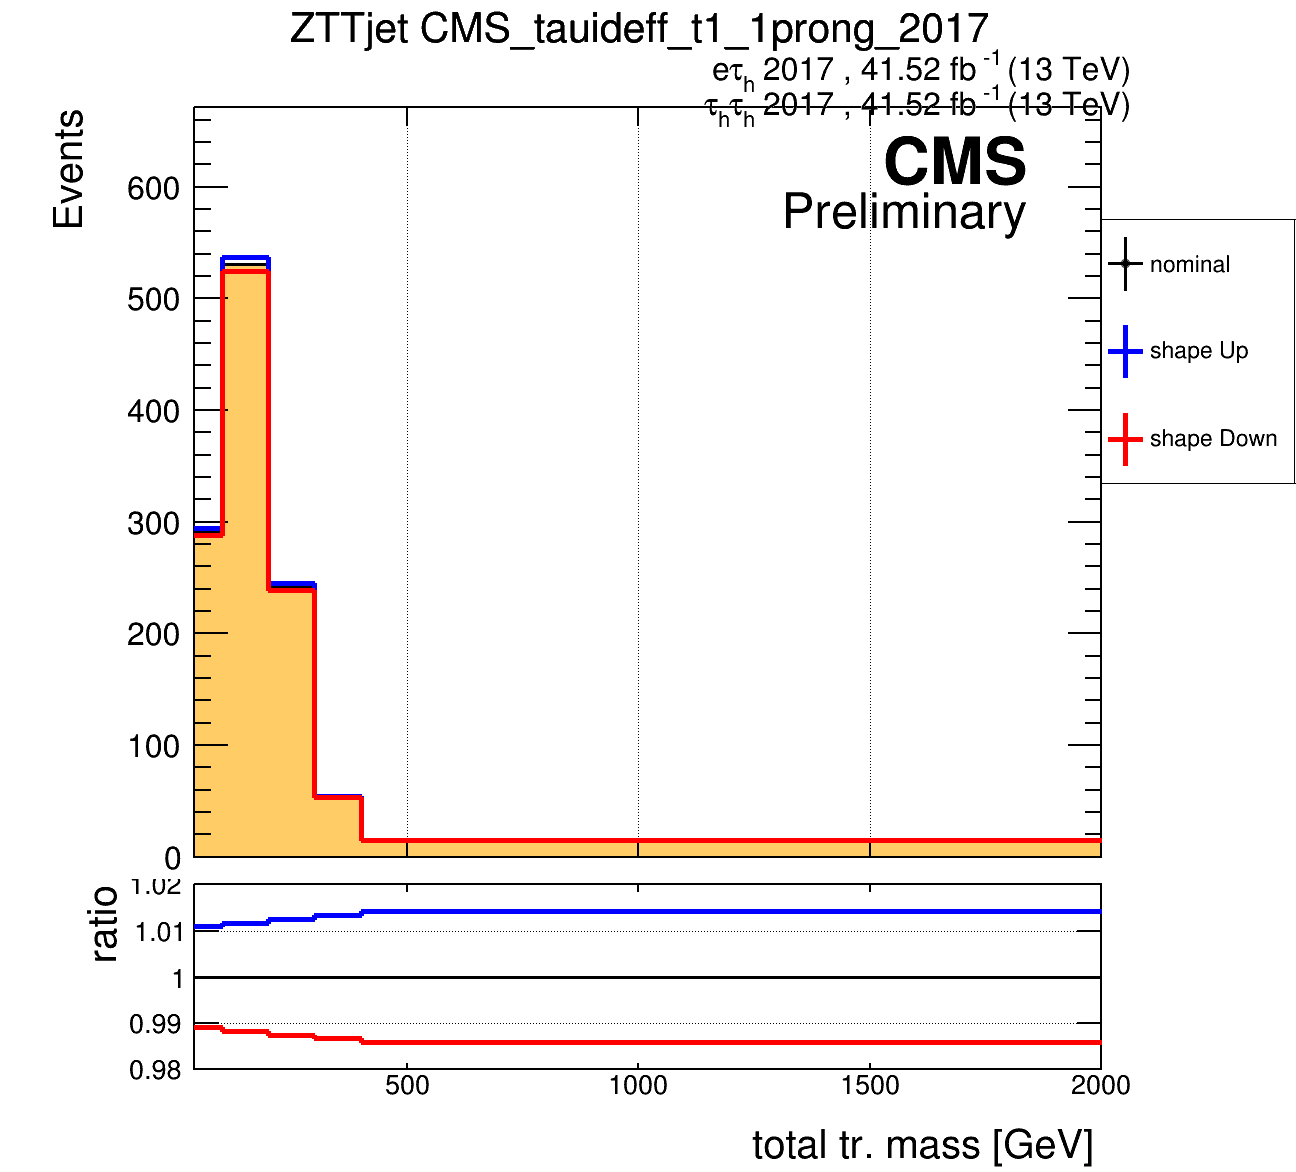 ZTTjet CMS_tauideff_t1_1prong_2017
eτh 2017 , 41.52 fb -1 (13 TeV)
τhτh 2017 , 41.52 fb -1 (13 TeV)
CMS
Preliminary
Events
600
500
400
300
200
100
0
nominal
shape Up
shape Down
ratio
1.02
1.01
1
0.99
0.98
500 1000 1500 2000
total tr. mass [GeV]